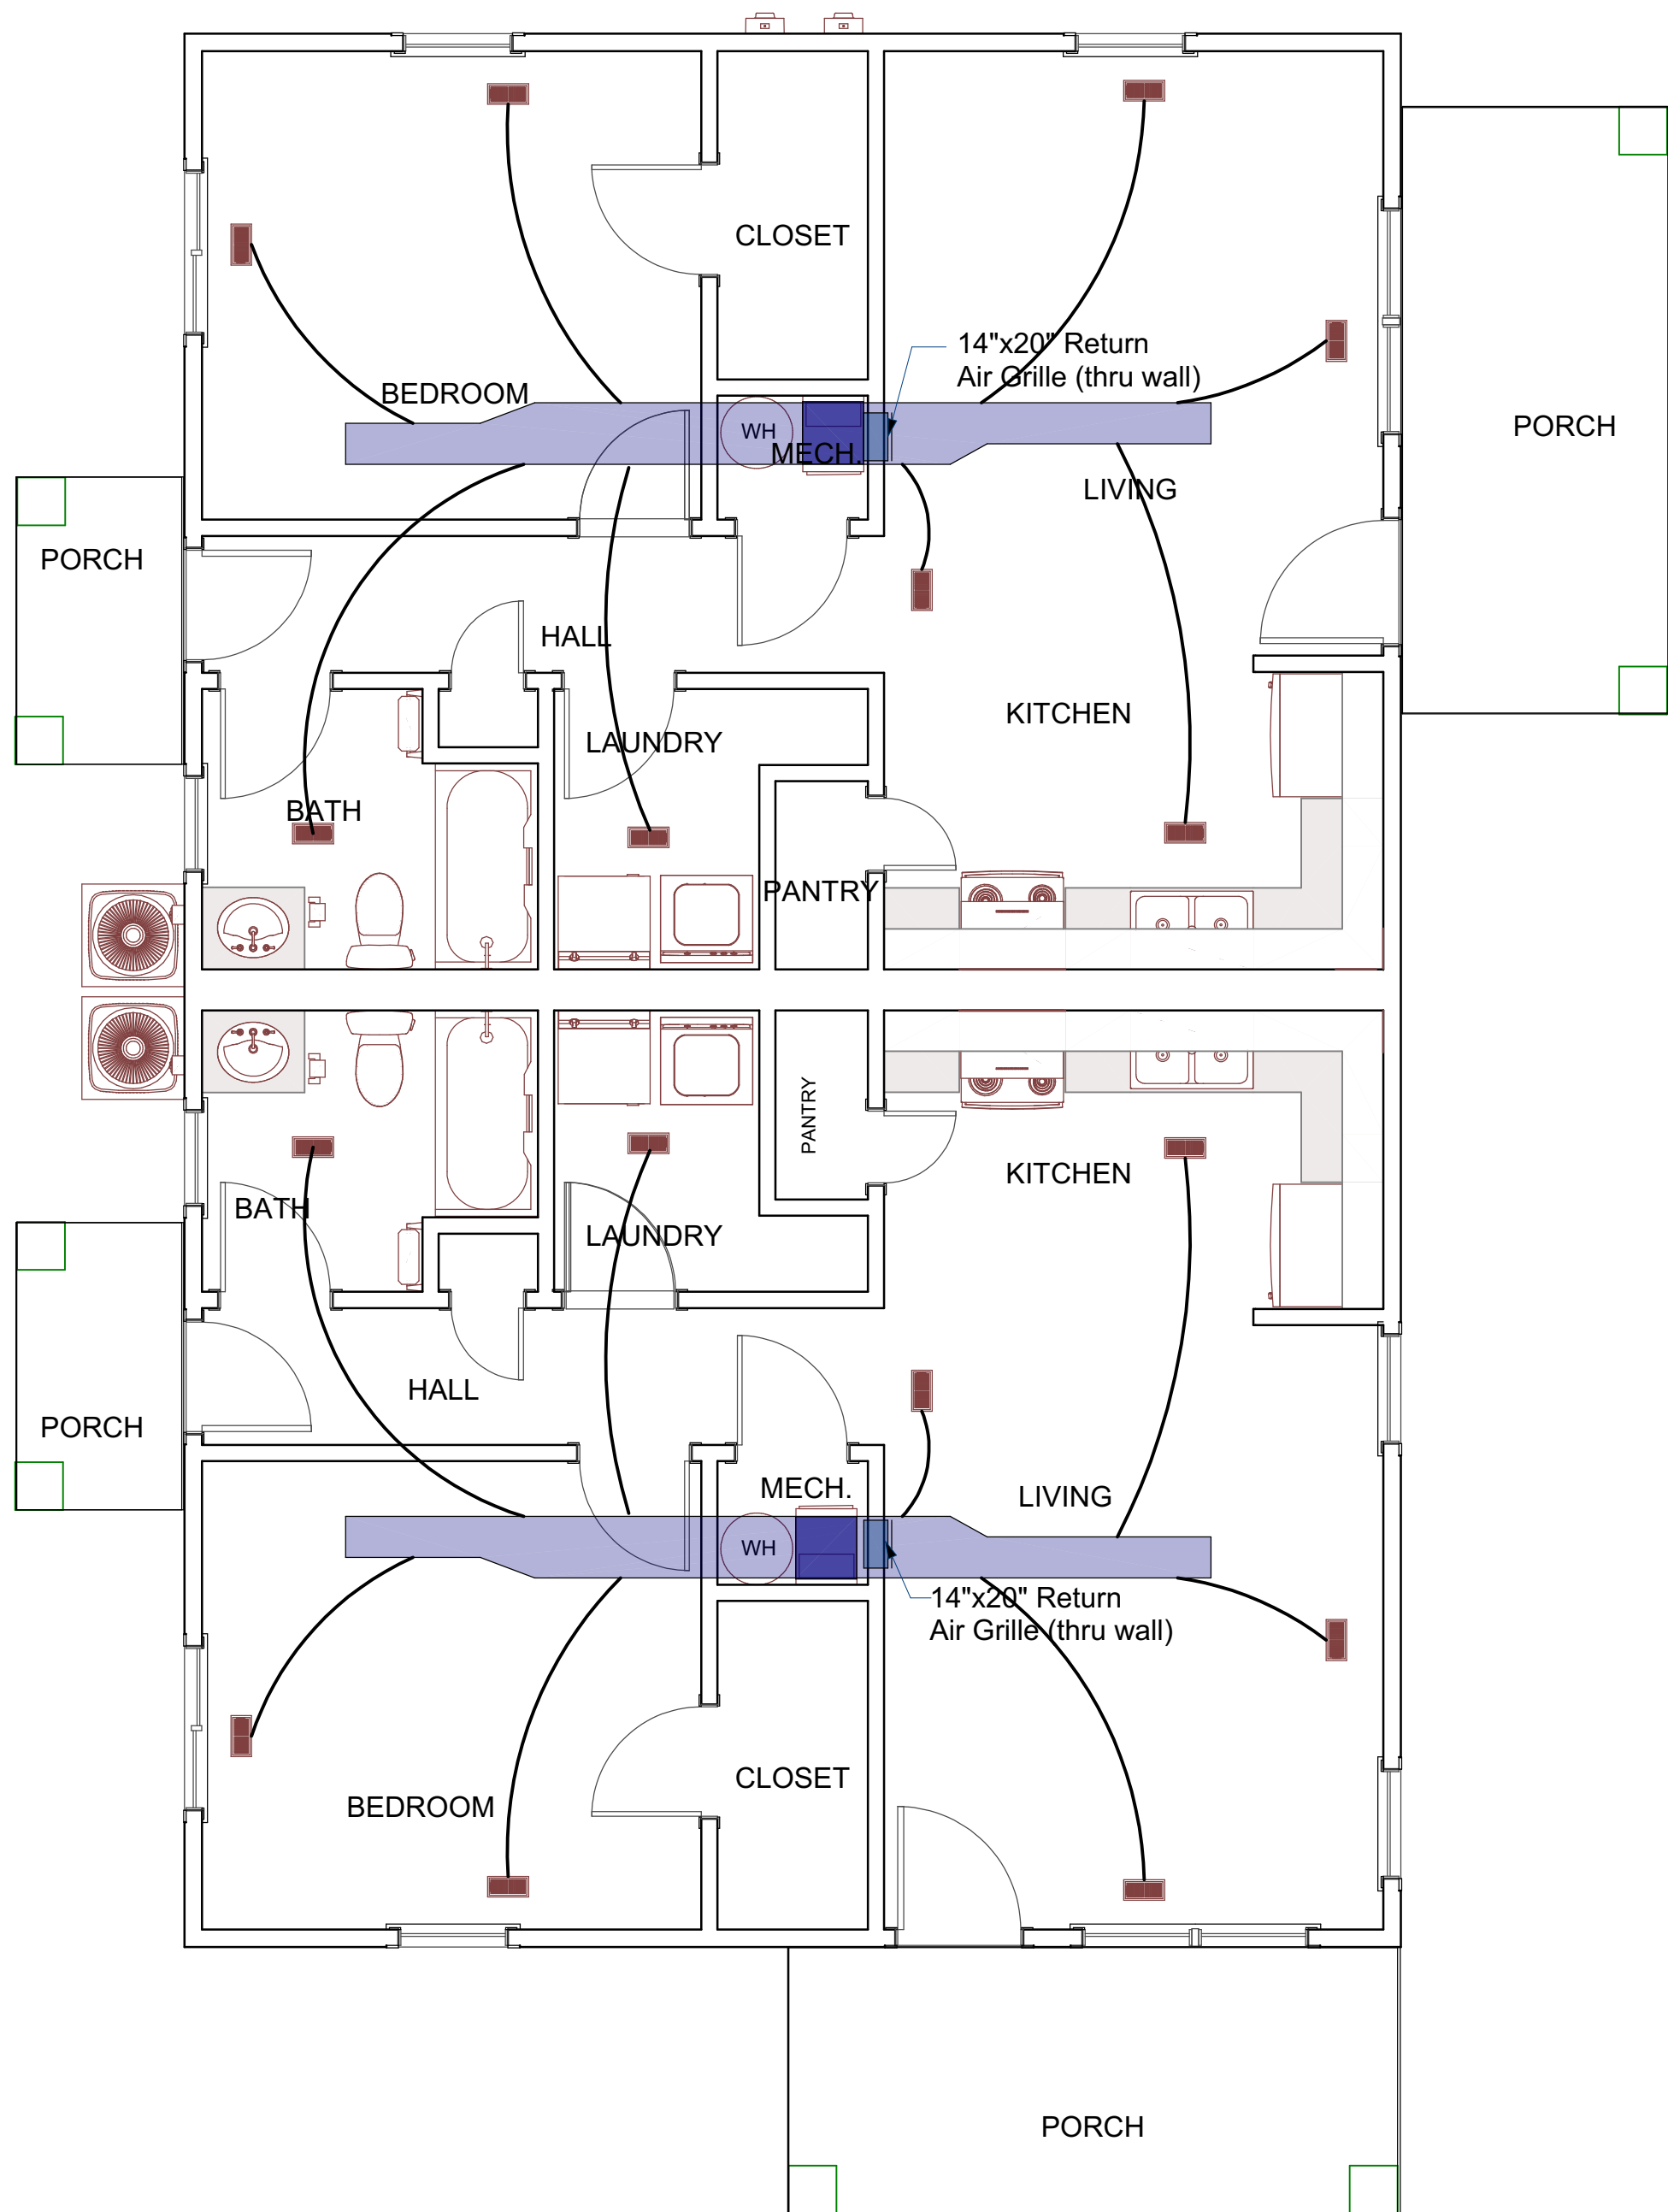 CLOSET
14"x20" Return
Air Grille (thru wall)
BEDROOM
PORCH
WH
MECH.
LIVING
PORCH
HALL
KITCHEN
LAUNDRY
BATH
PANTRY
PANTRY
KITCHEN
BATH
LAUNDRY
HALL
PORCH
MECH.
LIVING
WH
14"x20" Return
Air Grille (thru wall)
CLOSET
BEDROOM
PORCH